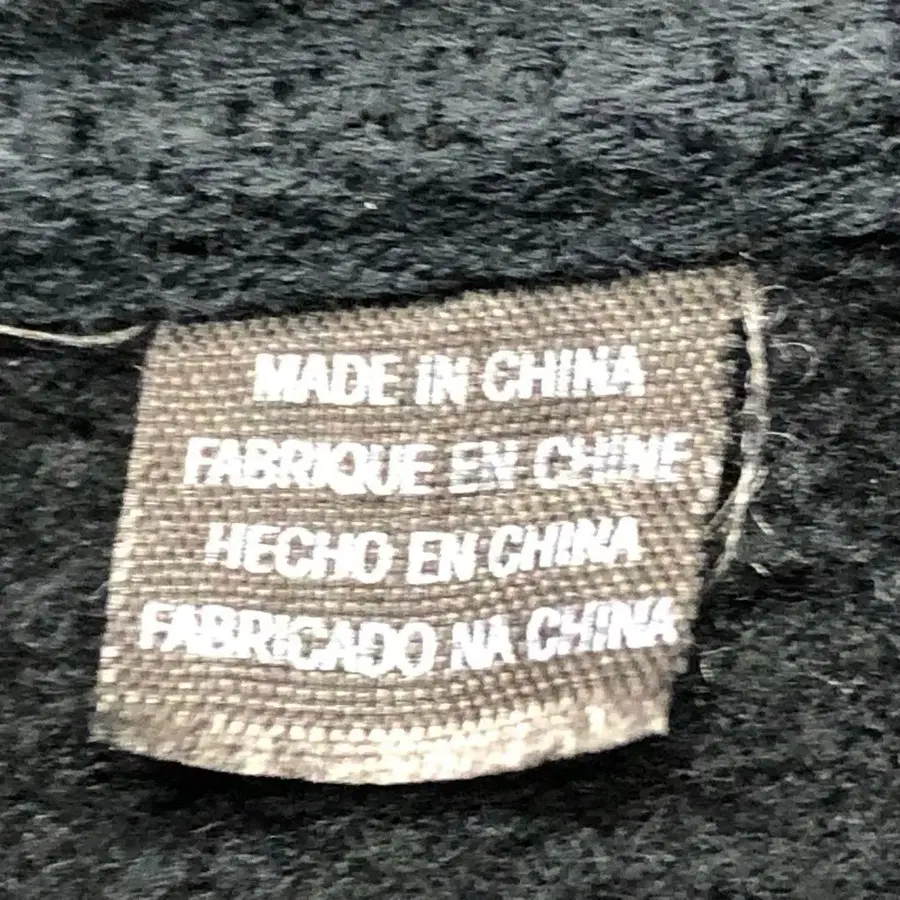 MADE IN CHINA
FABRIQUE EN CHINE
HECHO EN CHINA
FABRICADO NA CHINA